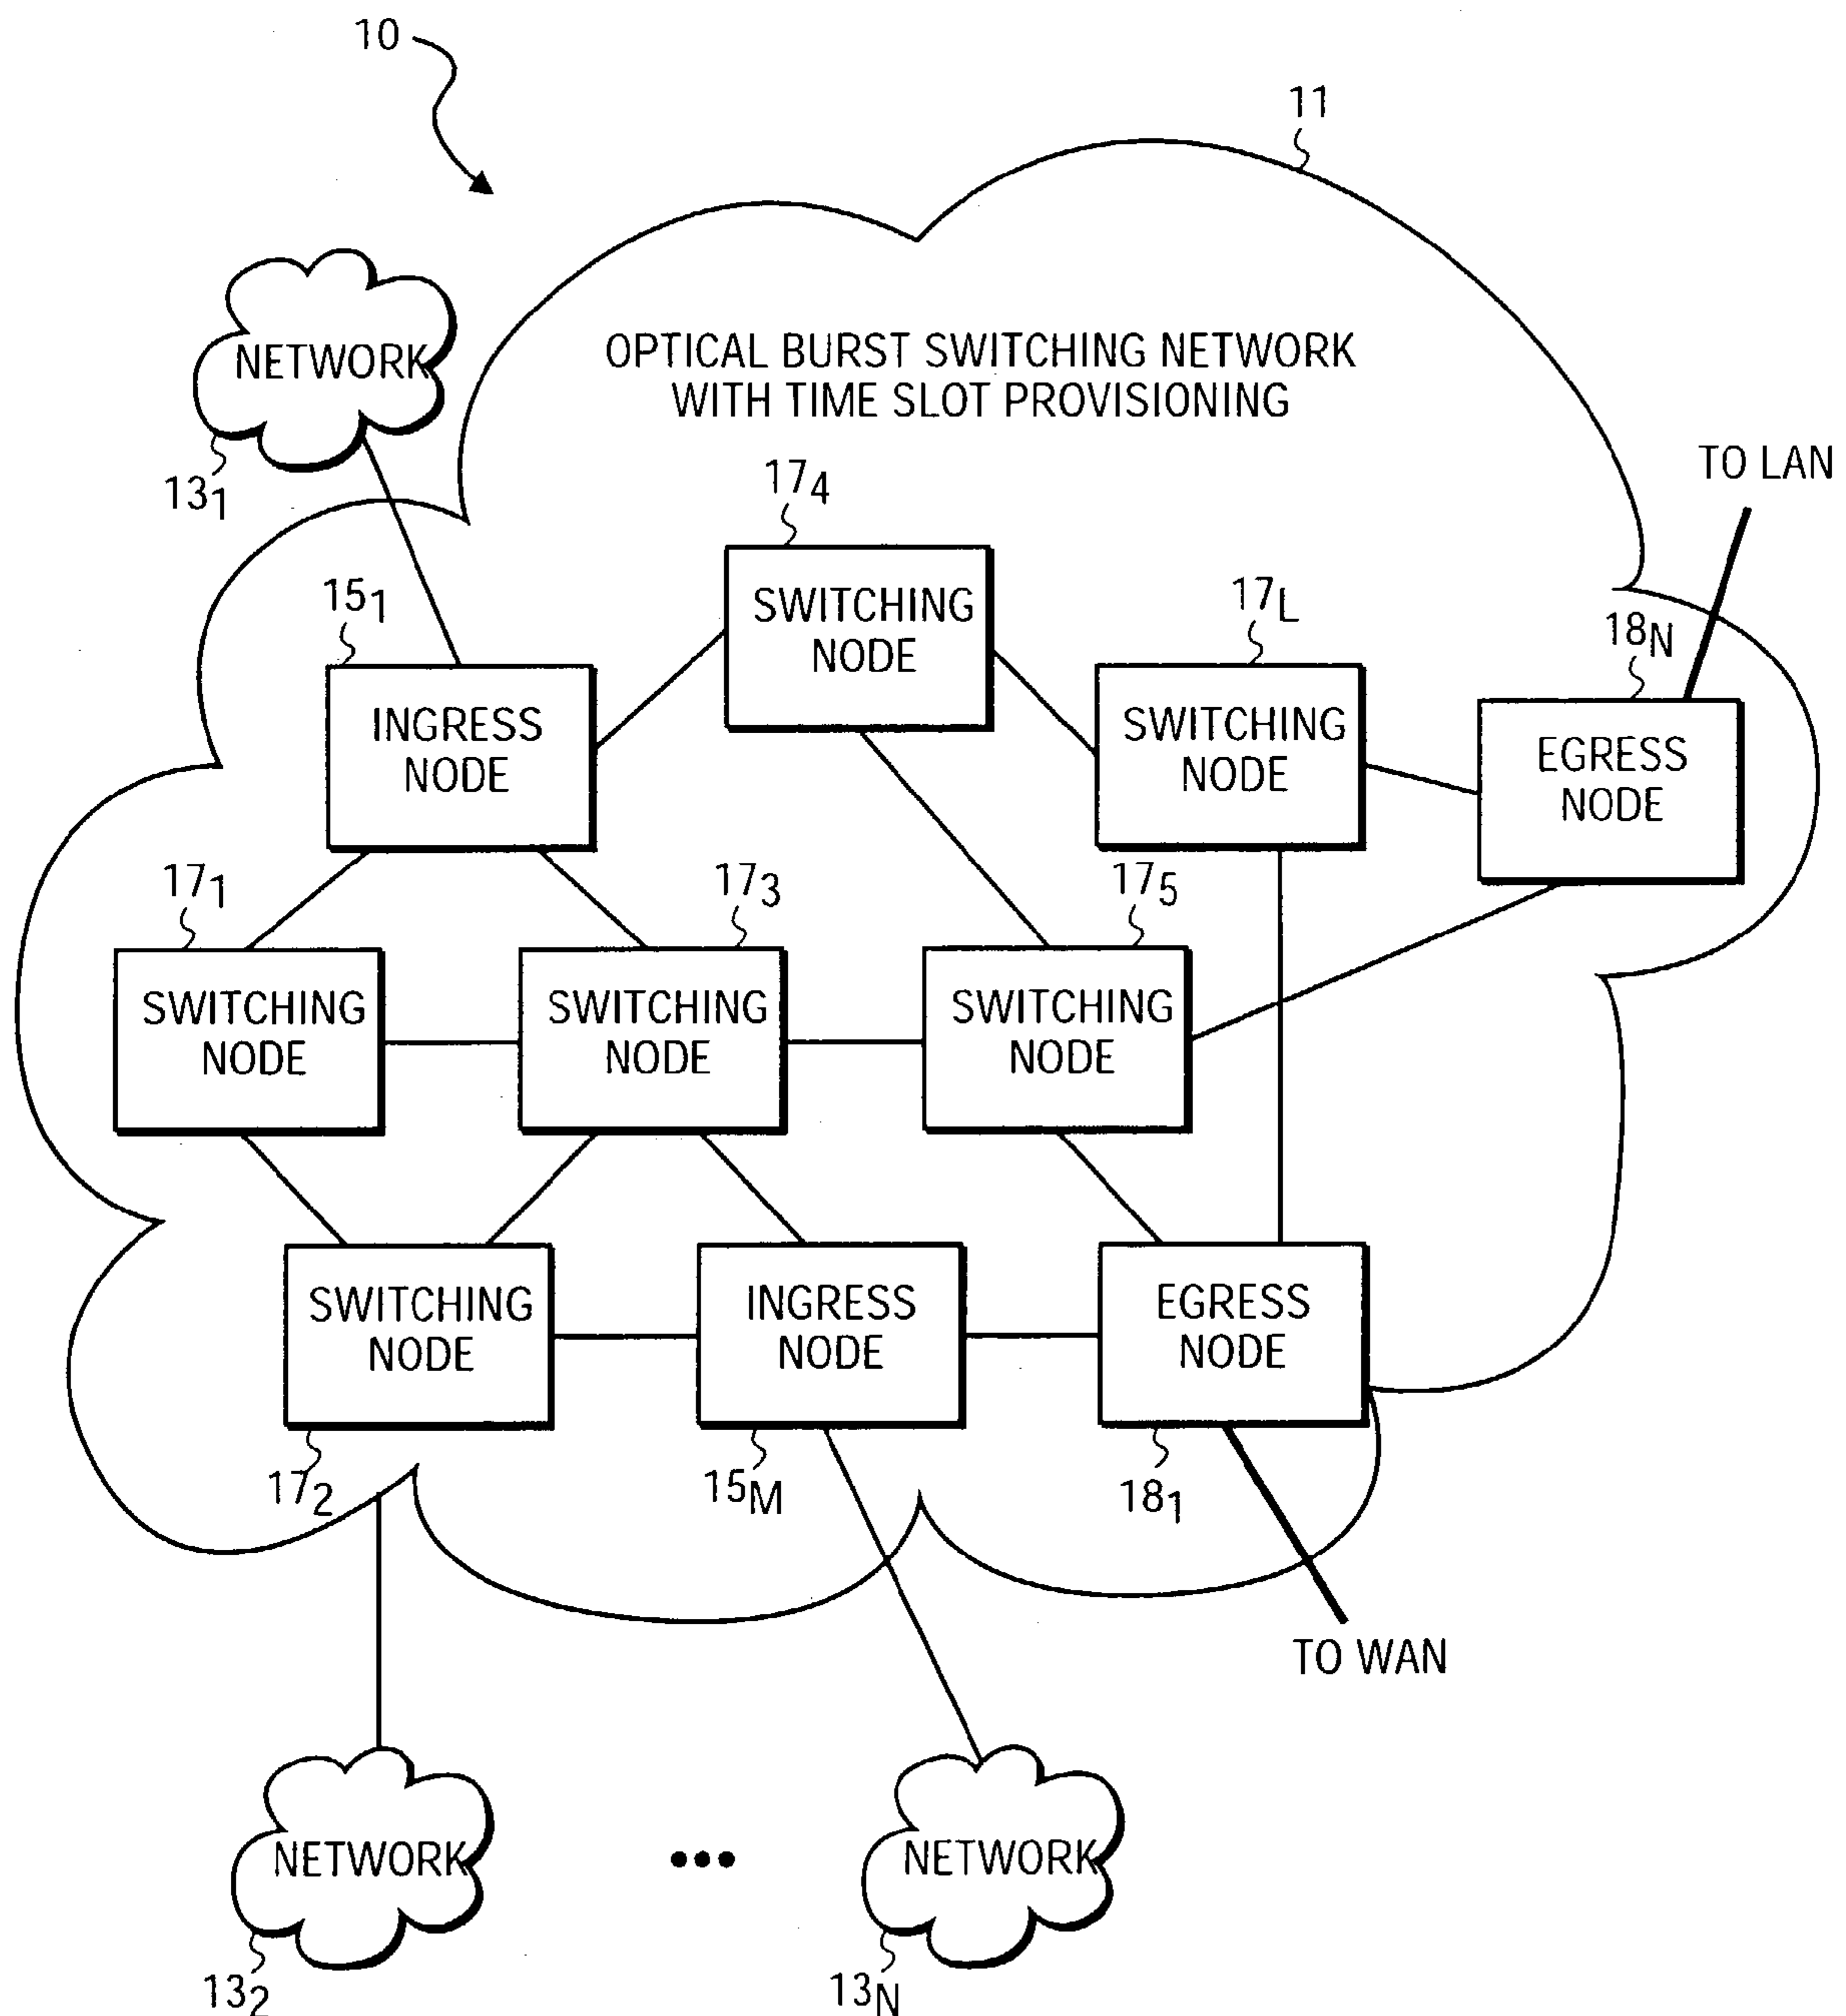 10
11
NETWORK
13₁
OPTICAL BURST SWITCHING NETWORK
WITH TIME SLOT PROVISIONING
TO LAN
17₄
SWITCHING
NODE
15₁
INGRESS
NODE
17L
SWITCHING
NODE
18N
EGRESS
NODE
17₁
SWITCHING
NODE
17₃
SWITCHING
NODE
17₅
SWITCHING
NODE
SWITCHING
NODE
17₂
INGRESS
NODE
15M
EGRESS
NODE
18₁
TO WAN
NETWORK
13₂
•••
NETWORK
13N